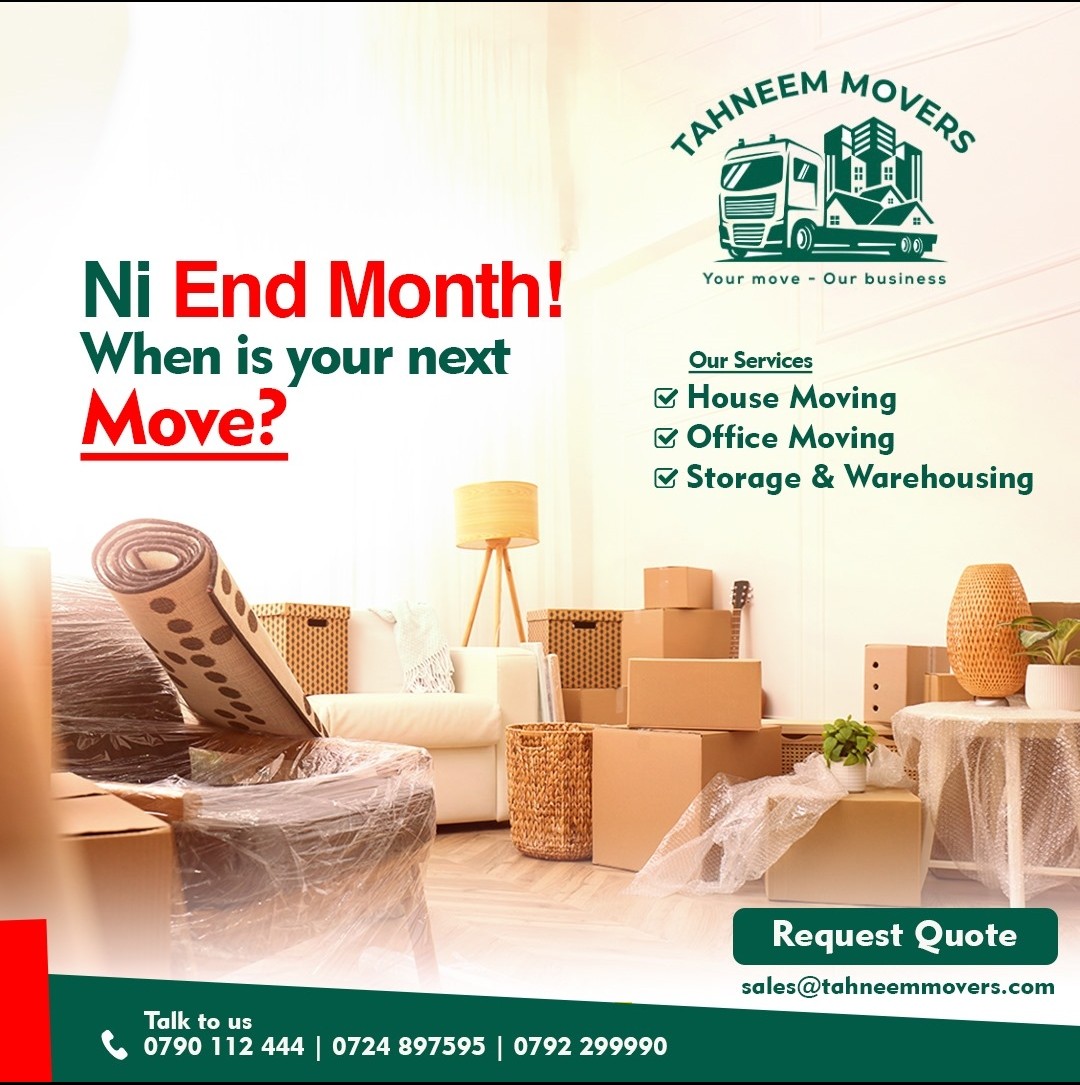 TAHNEEM MOVERS
Your move - Our business
Ni End Month!
When is your next
Move?
Our Services
House Moving
Office Moving
Storage & Warehousing
Request Quote
sales@tahneemmovers.com
Talk to us
0790 112 444 | 0724 897595 | 0792 299990